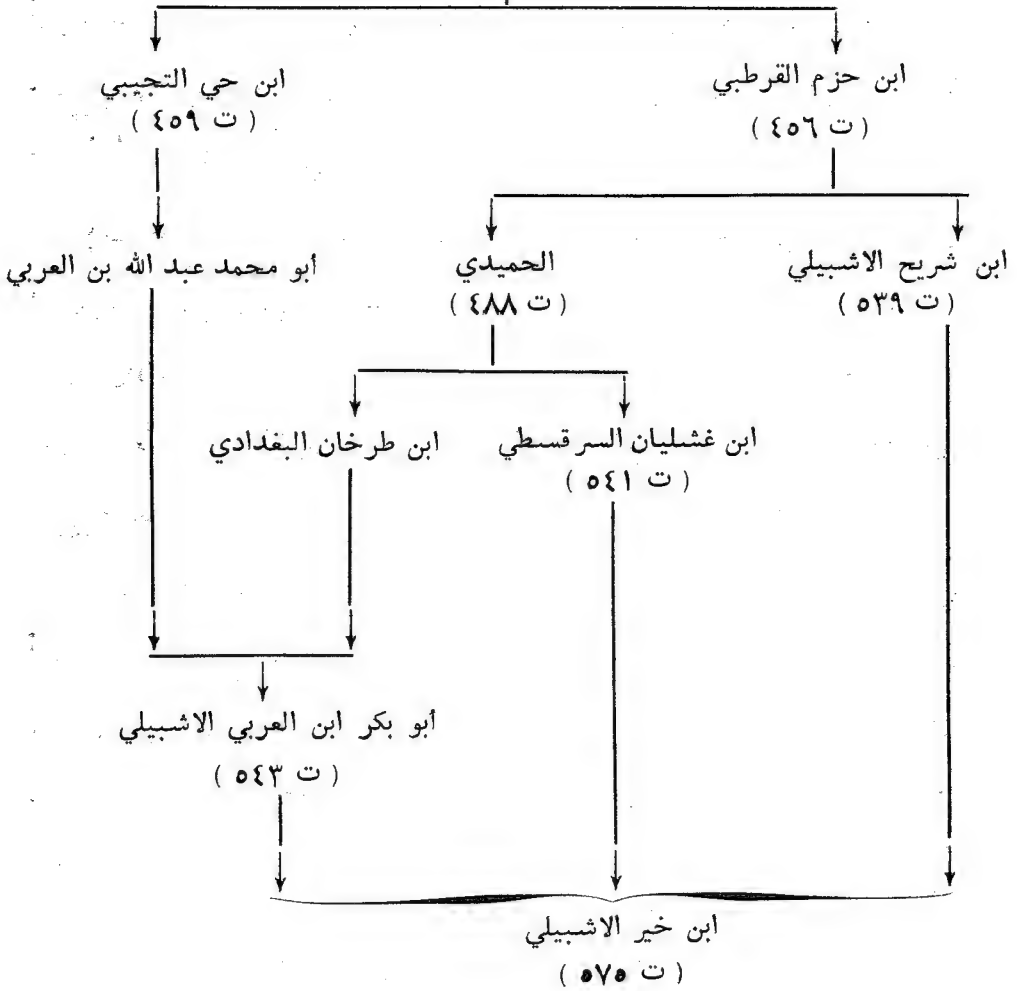 ابن حزم القرطبي
( ت ٤٥٦ )
ابن حي التجيبي
( ت ٤٥٩ )
ابن شريح الاشبيلي
( ت ٥٣٩ )
الحميدي
( ت ٤٨٨ )
أبو محمد عبد الله بن العربي
ابن غشليان السرقسطي
( ت ٥٤١ )
ابن طرخان البغدادي
أبو بكر ابن العربي الاشبيلي
( ت ٥٤٣ )
ابن خير الاشبيلي
( ت ٥٧٥ )